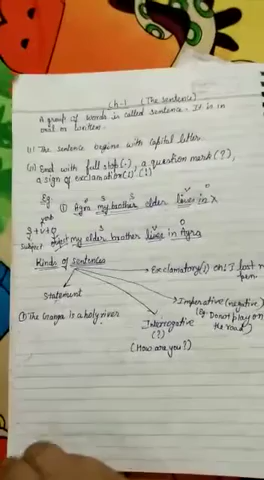 Ch-1 (The sentence)
A group of words is called sentence. It is in
oral or written.
(i) The sentence begins with capital letter.
(ii) End with full stop (.), a question mark (?),
a sign of exclamation (!)
Eg
(i) Agra my brother elder lives in X
S+V+O
subject my elder brother lives in Agra
Kinds of sentences
Exclamatory (!) oh! I lost
pen
Statement
Imperative (negative)
(Eg. Do not play on
the road)
(1) The Ganga is a holy river
Interrogative
(?)
(How are you?)